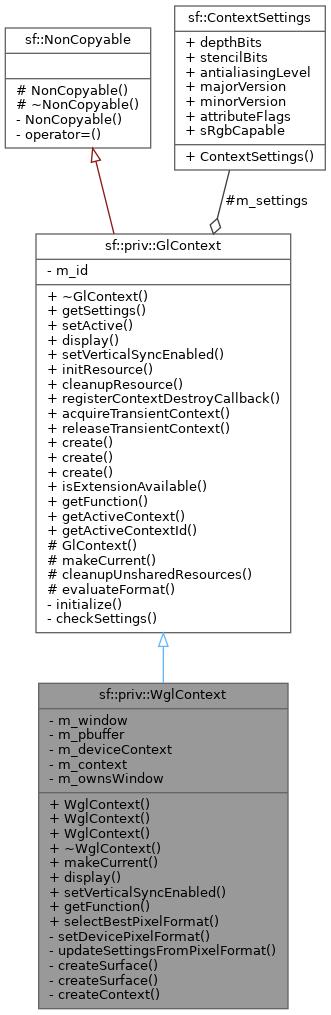 sf::NonCopyable
# NonCopyable()
# ~NonCopyable()
- NonCopyable()
- operator=()
sf::ContextSettings
+ depthBits
+ stencilBits
+ antialiasingLevel
+ majorVersion
+ minorVersion
+ attributeFlags
+ sRgbCapable
+ ContextSettings()
#m_settings
sf::priv::GlContext
- m_id
+ ~GlContext()
+ getSettings()
+ setActive()
+ display()
+ setVerticalSyncEnabled()
+ initResource()
+ cleanupResource()
+ registerContextDestroyCallback()
+ acquireTransientContext()
+ releaseTransientContext()
+ create()
+ create()
+ create()
+ isExtensionAvailable()
+ getFunction()
+ getActiveContext()
+ getActiveContextId()
# GlContext()
# makeCurrent()
# cleanupUnsharedResources()
# evaluateFormat()
- initialize()
- checkSettings()
sf::priv::WglContext
- m_window
- m_pbuffer
- m_deviceContext
- m_context
- m_ownsWindow
+ WglContext()
+ WglContext()
+ WglContext()
+ ~WglContext()
+ makeCurrent()
+ display()
+ setVerticalSyncEnabled()
+ getFunction()
+ selectBestPixelFormat()
- setDevicePixelFormat()
- updateSettingsFromPixelFormat()
- createSurface()
- createSurface()
- createContext()